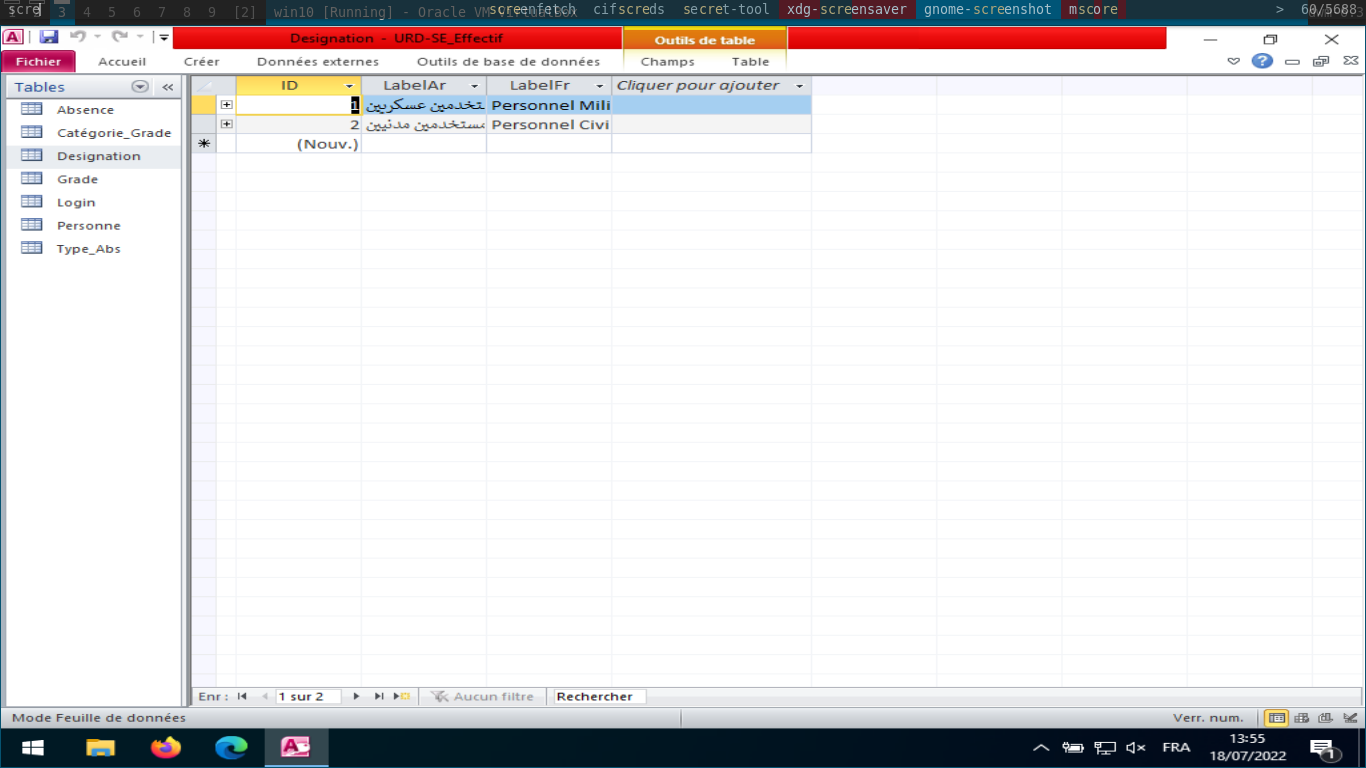 scre screenfetch cifscreds secret-tool xdg-screensaver gnome-screenshot mscore > 60/5688
3 4 5 6 7 8 9 [2] win10 [Running] - Oracle VM VirtualBox
Designation - URD-SE_Effectif Outils de table
Fichier Accueil Créer Données externes Outils de base de données Champs Table
Tables
Absence
Catégorie_Grade
Designation
Grade
Login
Personne
Type_Abs
ID LabelAr LabelFr Cliquer pour ajouter
1 تخدمين عسكريين Personnel Mili
2 مستخدمين مدنيين Personnel Civi
(Nouv.)
Enr : 1 sur 2 Aucun filtre Rechercher
Mode Feuille de données Verr. num.
FRA 13:55
18/07/2022 1